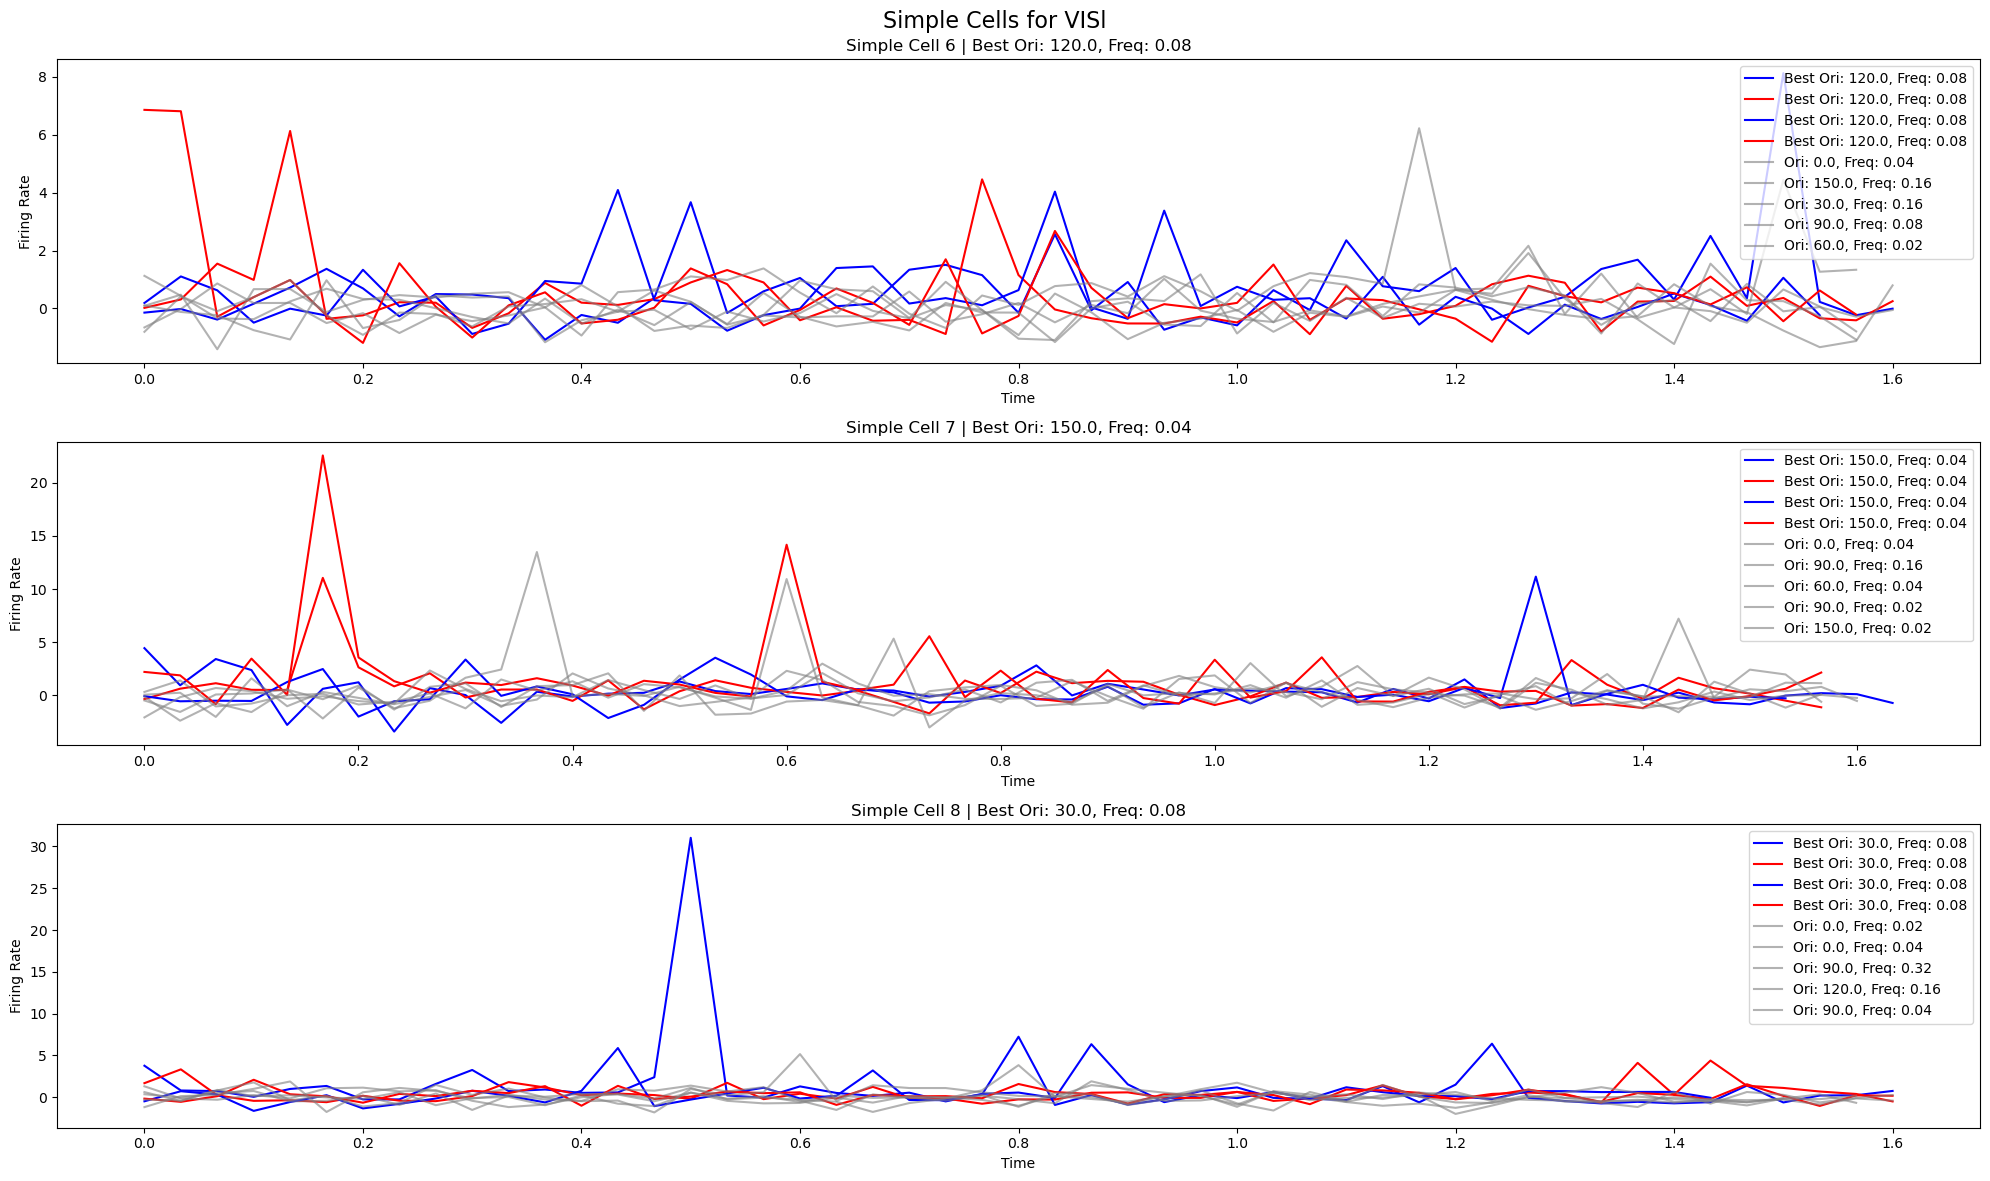 Simple Cells for VISl
Simple Cell 6 | Best Ori: 120.0, Freq: 0.08
Firing Rate
8
6
4
2
0
Best Ori: 120.0, Freq: 0.08
Best Ori: 120.0, Freq: 0.08
Best Ori: 120.0, Freq: 0.08
Best Ori: 120.0, Freq: 0.08
Ori: 0.0, Freq: 0.04
Ori: 150.0, Freq: 0.16
Ori: 30.0, Freq: 0.16
Ori: 90.0, Freq: 0.08
Ori: 60.0, Freq: 0.02
0.0 0.2 0.4 0.6 0.8 1.0 1.2 1.4 1.6
Time
Simple Cell 7 | Best Ori: 150.0, Freq: 0.04
Firing Rate
20
15
10
5
0
Best Ori: 150.0, Freq: 0.04
Best Ori: 150.0, Freq: 0.04
Best Ori: 150.0, Freq: 0.04
Best Ori: 150.0, Freq: 0.04
Ori: 0.0, Freq: 0.04
Ori: 90.0, Freq: 0.16
Ori: 60.0, Freq: 0.04
Ori: 90.0, Freq: 0.02
Ori: 150.0, Freq: 0.02
0.0 0.2 0.4 0.6 0.8 1.0 1.2 1.4 1.6
Time
Simple Cell 8 | Best Ori: 30.0, Freq: 0.08
Firing Rate
30
25
20
15
10
5
0
Best Ori: 30.0, Freq: 0.08
Best Ori: 30.0, Freq: 0.08
Best Ori: 30.0, Freq: 0.08
Best Ori: 30.0, Freq: 0.08
Ori: 0.0, Freq: 0.02
Ori: 0.0, Freq: 0.04
Ori: 90.0, Freq: 0.32
Ori: 120.0, Freq: 0.16
Ori: 90.0, Freq: 0.04
0.0 0.2 0.4 0.6 0.8 1.0 1.2 1.4 1.6
Time